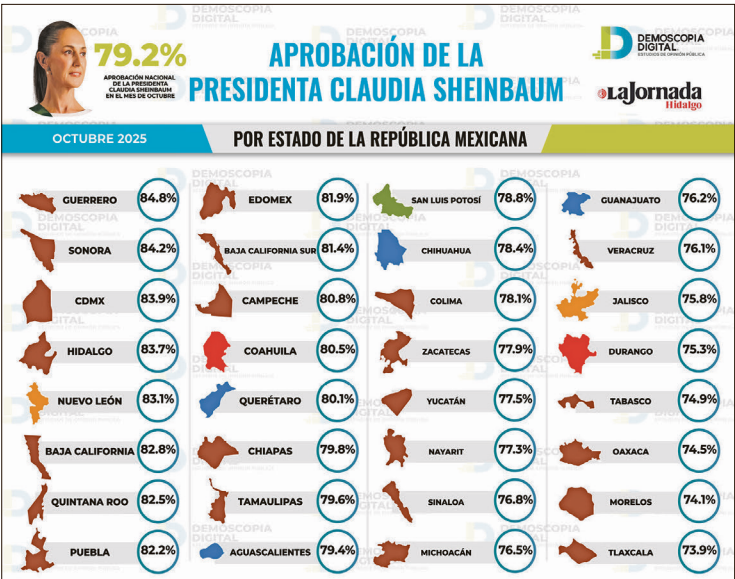 79.2%
APROBACIÓN NACIONAL
DE LA PRESIDENTA
CLAUDIA SHEINBAUM
EN EL MES DE OCTUBRE
APROBACIÓN DE LA
PRESIDENTA CLAUDIA SHEINBAUM
DEMOSCOPIA
DIGITAL
ESTUDIOS DE OPINIÓN PÚBLICA
LaJornada
Hidalgo
OCTUBRE 2025
POR ESTADO DE LA REPÚBLICA MEXICANA
GUERRERO 84.8%
SONORA 84.2%
CDMX 83.9%
HIDALGO 83.7%
NUEVO LEÓN 83.1%
BAJA CALIFORNIA 82.8%
QUINTANA ROO 82.5%
PUEBLA 82.2%
EDOMEX 81.9%
BAJA CALIFORNIA SUR 81.4%
CAMPECHE 80.8%
COAHUILA 80.5%
QUERÉTARO 80.1%
CHIAPAS 79.8%
TAMAULIPAS 79.6%
AGUASCALIENTES 79.4%
SAN LUIS POTOSÍ 78.8%
CHIHUAHUA 78.4%
COLIMA 78.1%
ZACATECAS 77.9%
YUCATÁN 77.5%
NAYARIT 77.3%
SINALOA 76.8%
MICHOACÁN 76.5%
GUANAJUATO 76.2%
VERACRUZ 76.1%
JALISCO 75.8%
DURANGO 75.3%
TABASCO 74.9%
OAXACA 74.5%
MORELOS 74.1%
TLAXCALA 73.9%